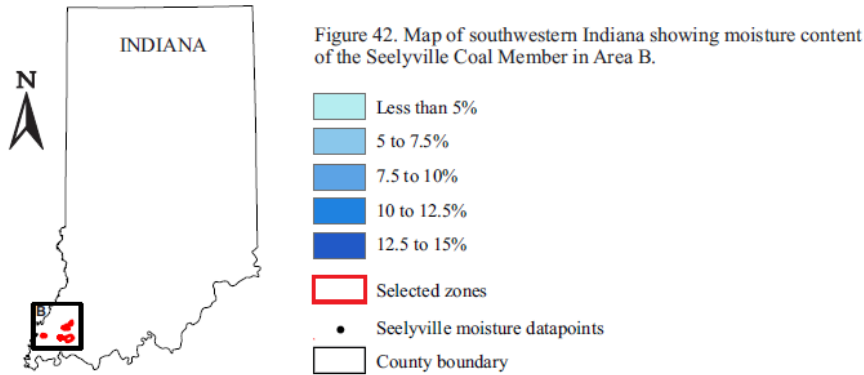 INDIANA
Figure 42. Map of southwestern Indiana showing moisture content
of the Seelyville Coal Member in Area B.
N
Less than 5%
5 to 7.5%
7.5 to 10%
10 to 12.5%
12.5 to 15%
Selected zones
Seelyville moisture datapoints
County boundary
B